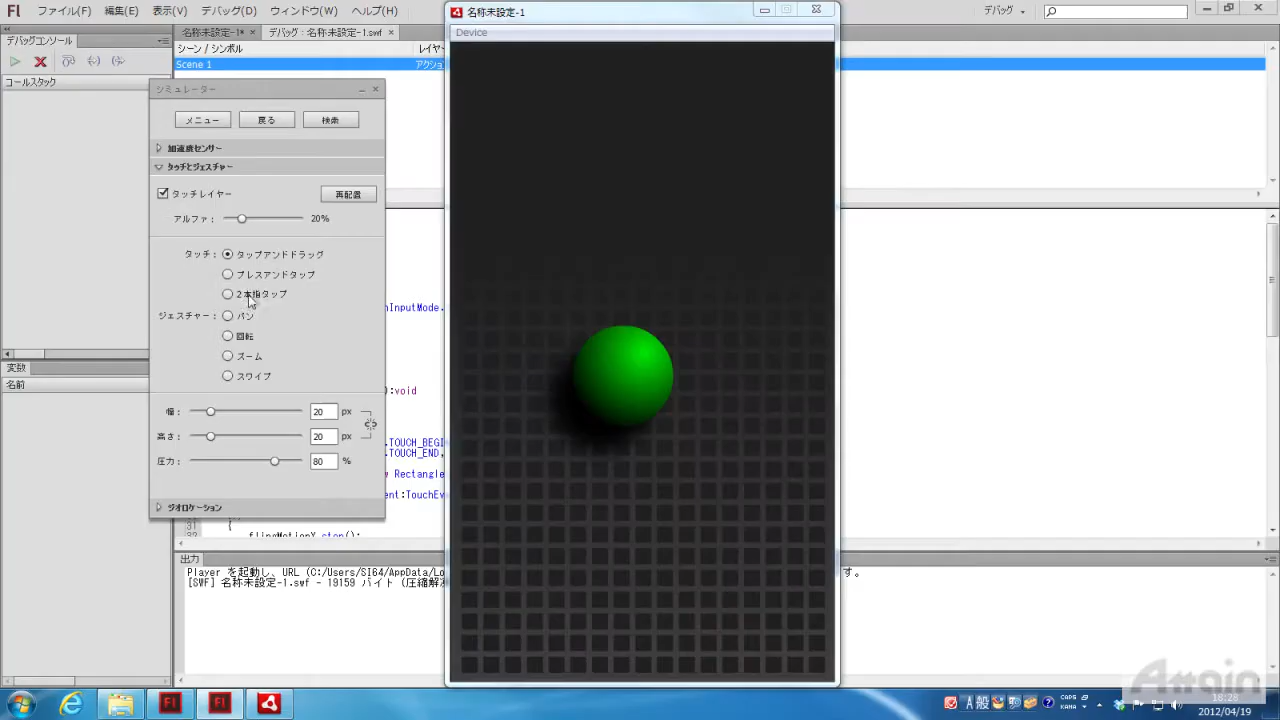 Fl ファイル(F) 編集(E) 表示(V) デバッグ(D) ウィンドウ(W) ヘルプ(H)
デバッグ
名称未設定-1
Device
デバッグコンソール
名称未設定-1*
デバッグ : 名称未設定-1.swf
シーン / シンボル
レイヤー
Scene 1
アクショ
コールスタック
シミュレーター
メニュー 戻る 検索
加速度センサー
タッチとジェスチャー
タッチレイヤー 再配置
アルファ : 20%
タッチ : タップアンドドラッグ
プレスアンドタップ
2本指タップ
ジェスチャー : パン
回転
ズーム
スワイプ
幅 : 20 px
高さ : 20 px
圧力 : 80 %
ジオロケーション
変数
名前
nInputMode.
):void
.TOUCH_BEG
.TOUCH_END,
w Rectangle
ent:TouchEv
31 {
flingMotionY.stop();
出力
Player を起動し、URL (C:/Users/SI64/AppData/Lo
す。
[SWF] 名称未設定-1.swf - 19159 バイト (圧縮解
A 般
CAPS
KANA
18:28
2012/04/19